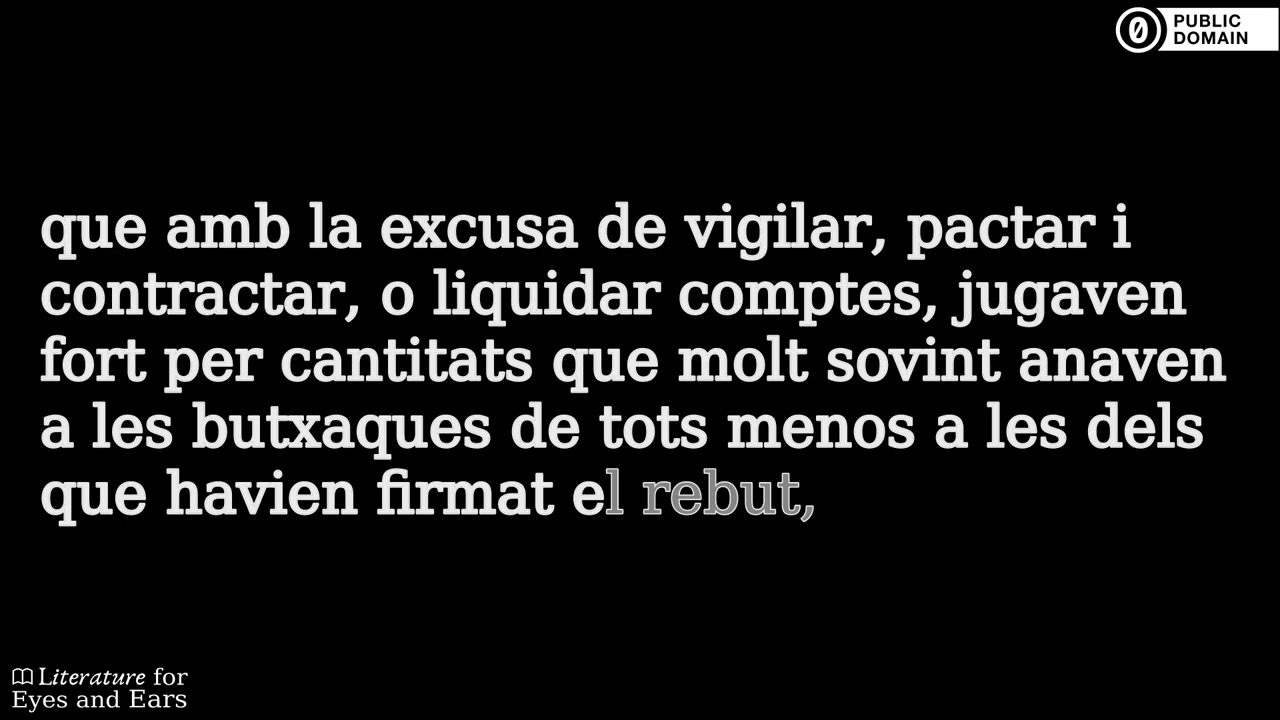 PUBLIC
DOMAIN
que amb la excusa de vigilar, pactar i
contractar, o liquidar comptes, jugaven
fort per cantitats que molt sovint anaven
a les butxaques de tots menos a les dels
que havien firmat el rebut,
Literature for
Eyes and Ears